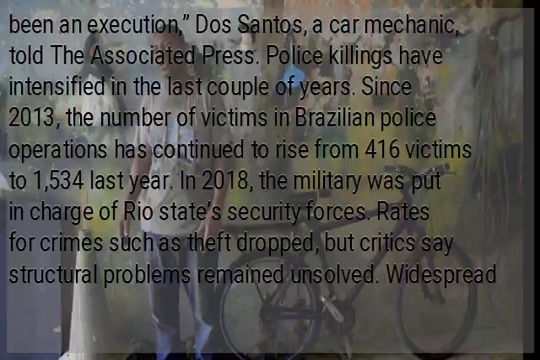 been an execution,” Dos Santos, a car mechanic,
told The Associated Press. Police killings have
intensified in the last couple of years. Since
2013, the number of victims in Brazilian police
operations has continued to rise from 416 victims
to 1,534 last year. In 2018, the military was put
in charge of Rio state’s security forces. Rates
for crimes such as theft dropped, but critics say
structural problems remained unsolved. Widespread